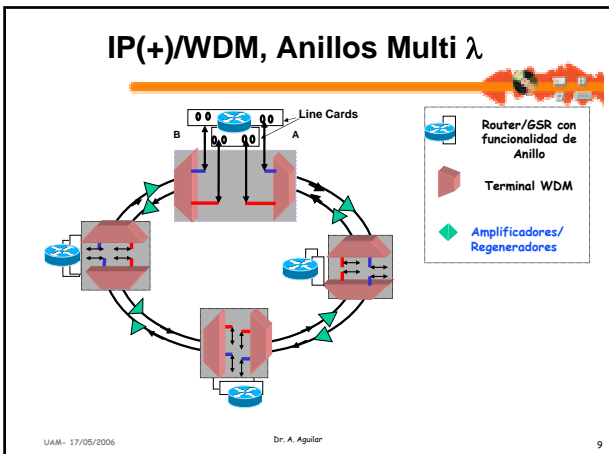 IP(+)/WDM, Anillos Multi λ
Line Cards
B
A
Router/GSR con
funcionalidad de
Anillo
Terminal WDM
Amplificadores/
Regeneradores
UAM- 17/05/2006
Dr. A. Aguilar
9